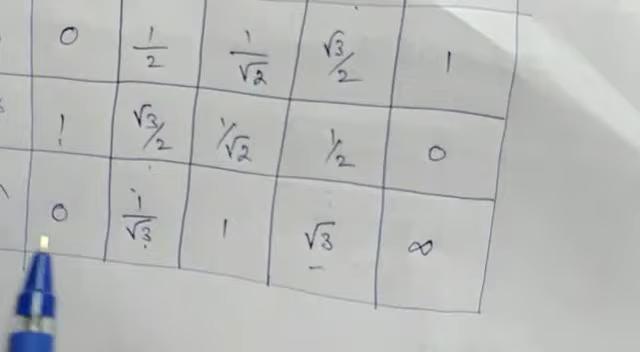 0 1/2 1/√2 √3/2 1
1 √3/2 1/√2 1/2 0
0 1/√3 1 √3 ∞